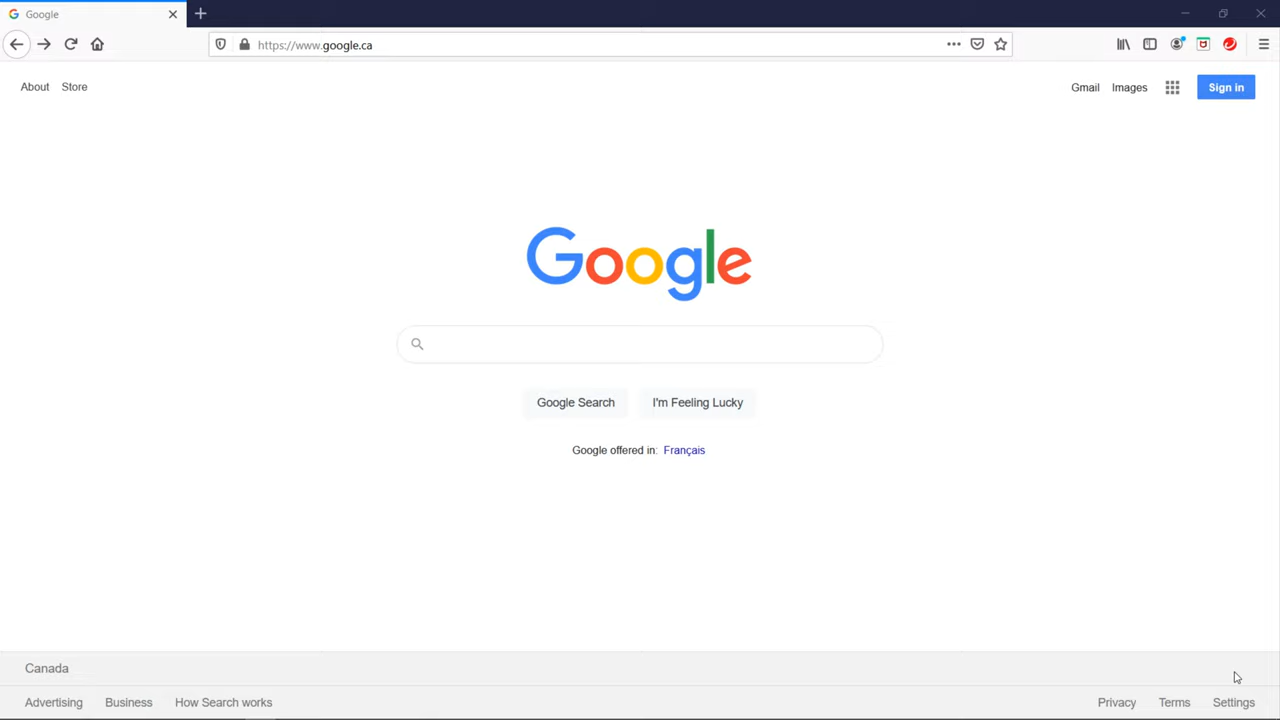 Google
https://www.google.ca
About Store
Gmail Images Sign in
Google
Google Search I'm Feeling Lucky
Google offered in: Français
Canada
Advertising Business How Search works
Privacy Terms Settings